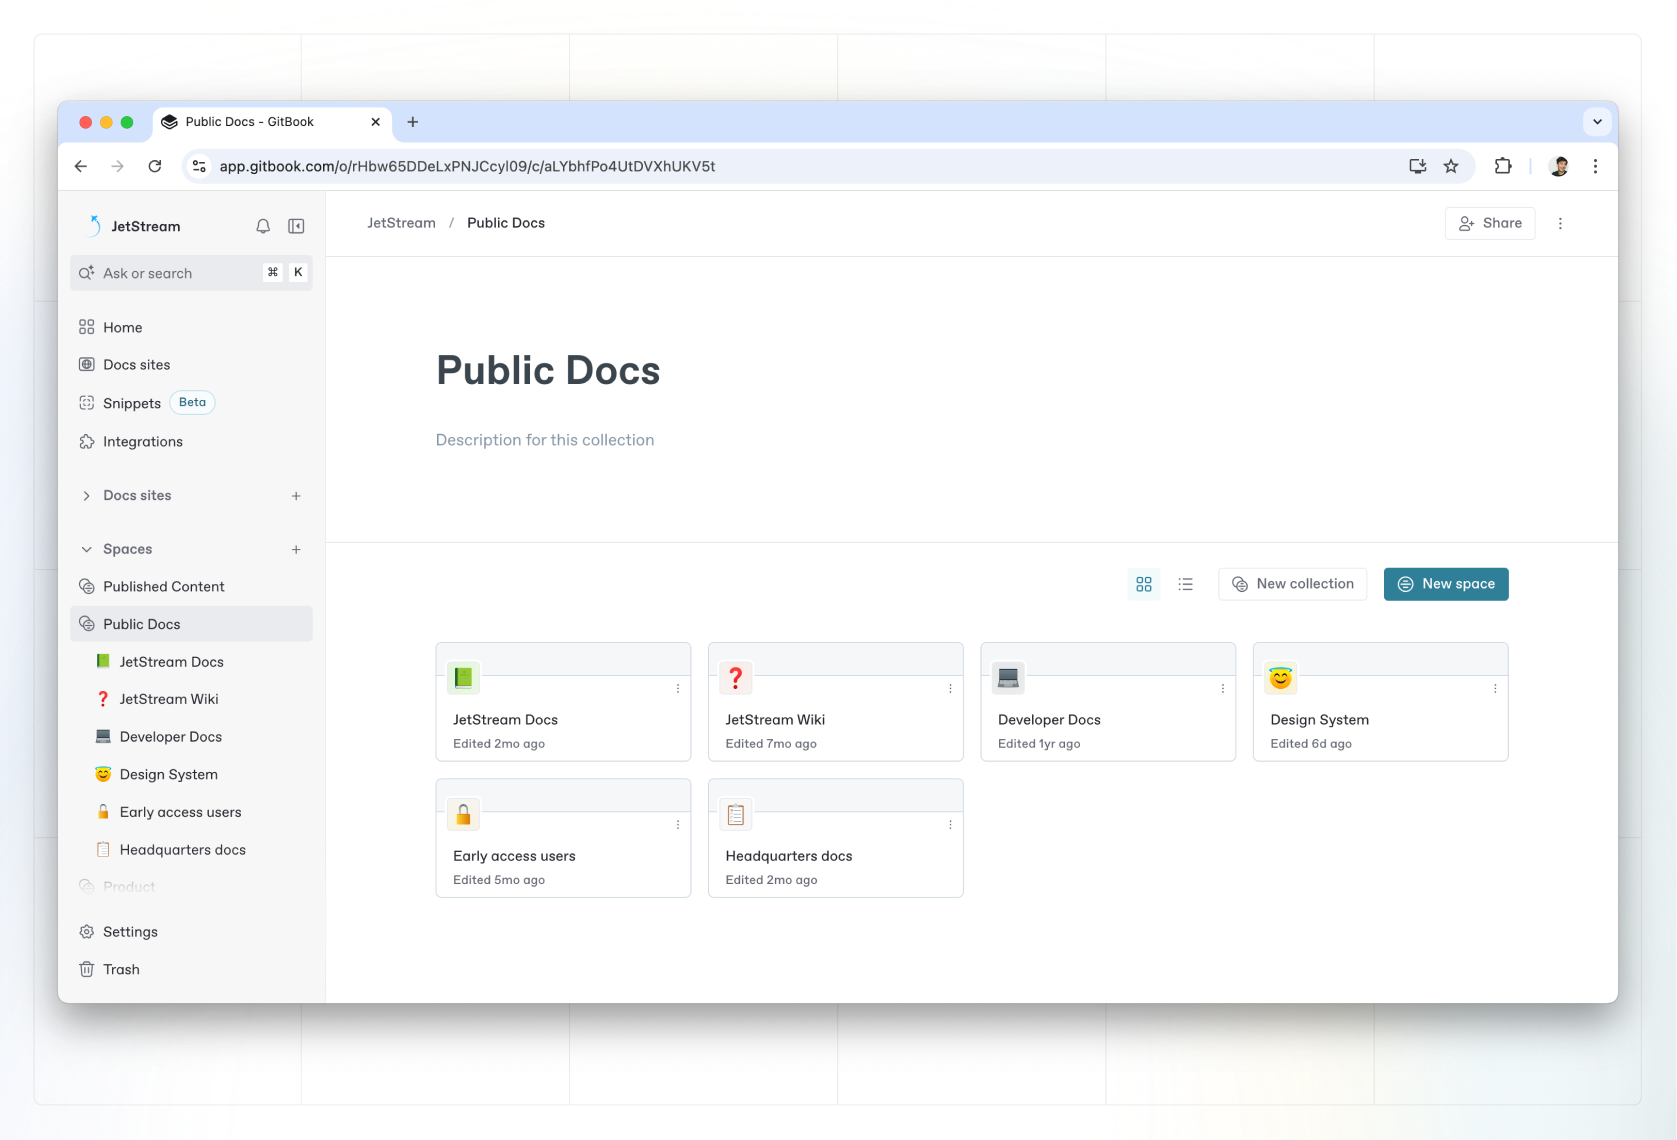 Public Docs - GitBook
app.gitbook.com/o/rHbw65DDeLxPNJCcyl09/c/aLYbhfPo4UtDVXhUKV5t
JetStream
Ask or search ⌘ K
Home
Docs sites
Snippets Beta
Integrations
Docs sites
Spaces
Published Content
Public Docs
JetStream Docs
JetStream Wiki
Developer Docs
Design System
Early access users
Headquarters docs
Product
Settings
Trash
JetStream / Public Docs
Share
Public Docs
Description for this collection
New collection
New space
JetStream Docs
Edited 2mo ago
JetStream Wiki
Edited 7mo ago
Developer Docs
Edited 1yr ago
Design System
Edited 6d ago
Early access users
Edited 5mo ago
Headquarters docs
Edited 2mo ago